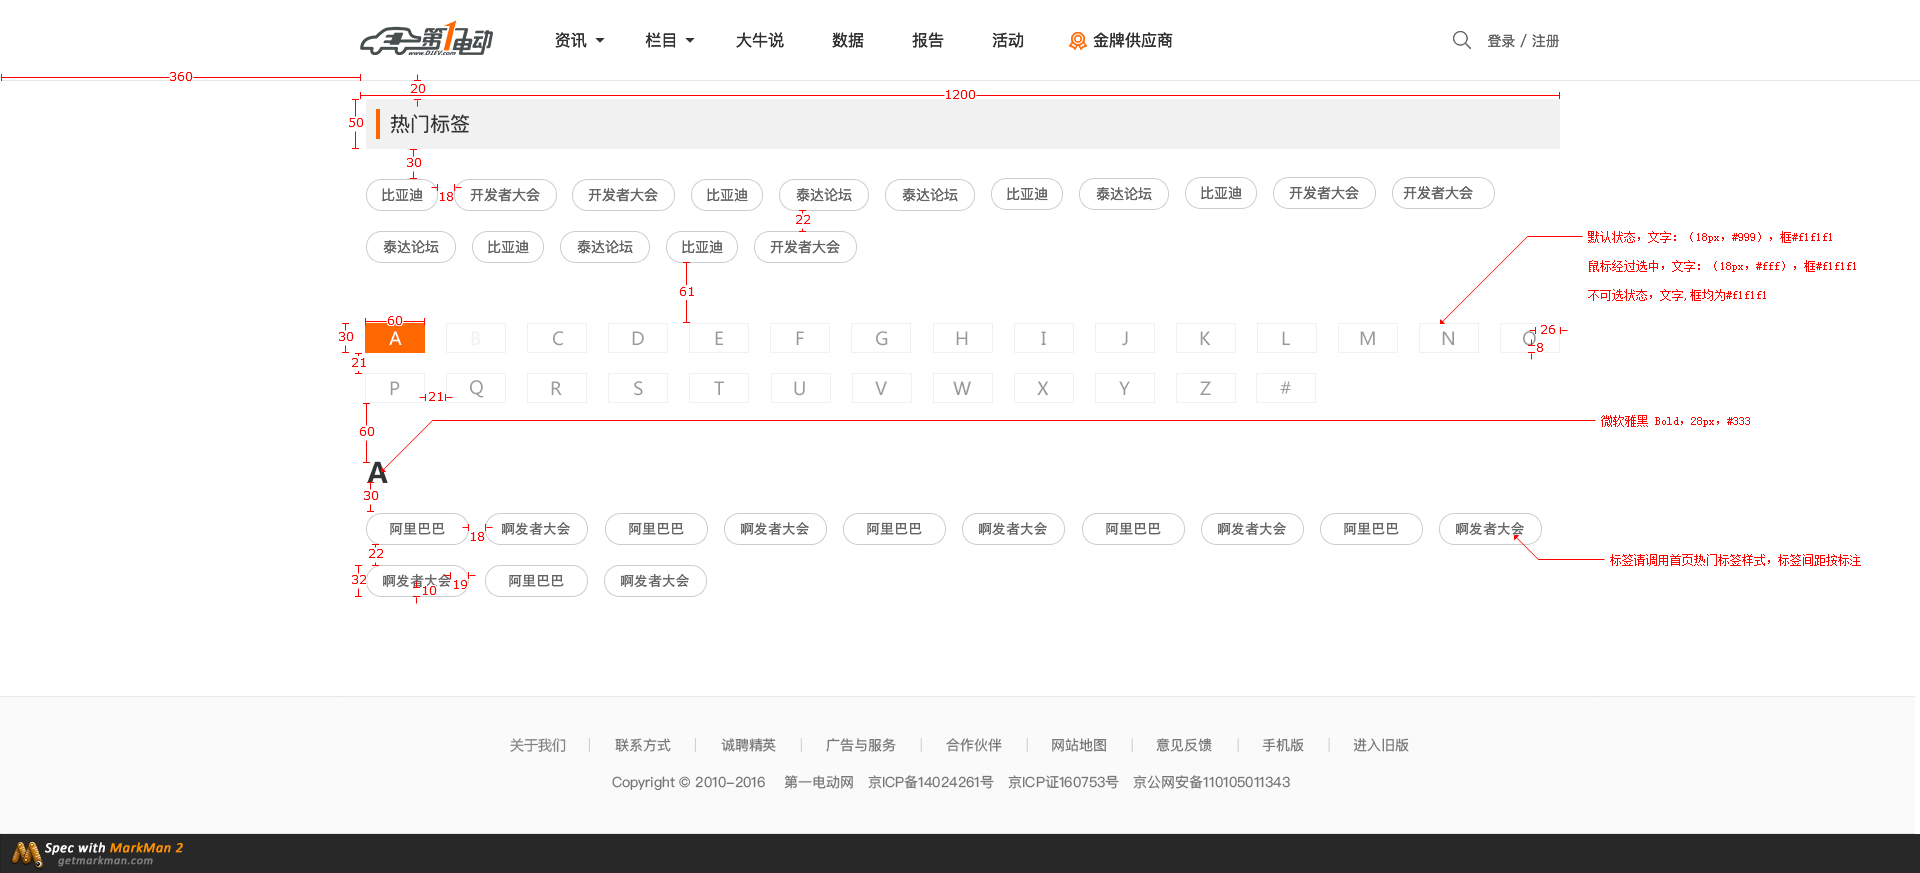 第1电动
www.D1EV.com
资讯 栏目 大牛说 数据 报告 活动 金牌供应商 登录 / 注册
360
20
1200
50
热门标签
30
比亚迪 18 开发者大会 开发者大会 比亚迪 泰达论坛 泰达论坛 比亚迪 泰达论坛 比亚迪 开发者大会 开发者大会
22
泰达论坛 比亚迪 泰达论坛 比亚迪 开发者大会
默认状态，文字：（18px，#999），框#f1f1f1
鼠标经过选中，文字：（18px，#fff），框#f1f1f1
不可选状态，文字,框均为#f1f1f1
61
60
30 A B C D E F G H I J K L M N O 26
8
21
P Q R S T U V W X Y Z #
21
60
微软雅黑 Bold，28px，#333
A
30
阿里巴巴 18 啊发者大会 阿里巴巴 啊发者大会 阿里巴巴 啊发者大会 阿里巴巴 啊发者大会 阿里巴巴 啊发者大会
22
标签请调用首页热门标签样式，标签间距按标注
32 啊发者大会 阿里巴巴 啊发者大会
10 19
关于我们 | 联系方式 | 诚聘精英 | 广告与服务 | 合作伙伴 | 网站地图 | 意见反馈 | 手机版 | 进入旧版
Copyright © 2010-2016 第一电动网 京ICP备14024261号 京ICP证160753号 京公网安备110105011343
Spec with MarkMan 2
getmarkman.com